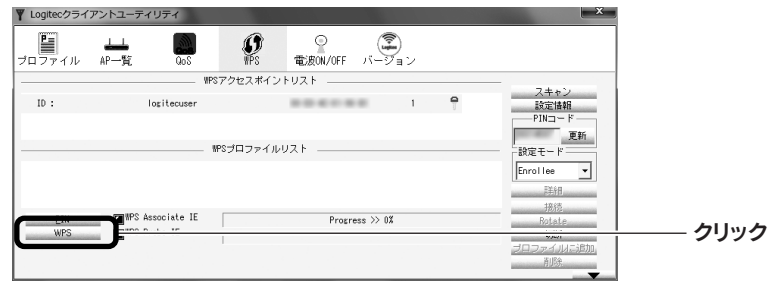 Logitecクライアントユーティリティ
プロファイル AP一覧 QoS WPS 電波ON/OFF バージョン
WPSアクセスポイントリスト
ID : logitecuser 1
スキャン
設定情報
PINコード
更新
WPSプロファイルリスト
設定モード
Enrollee
詳細
接続
Rotate
WPS Associate IE
Progress >> 0%
WPS
プロファイルに追加
削除
クリック